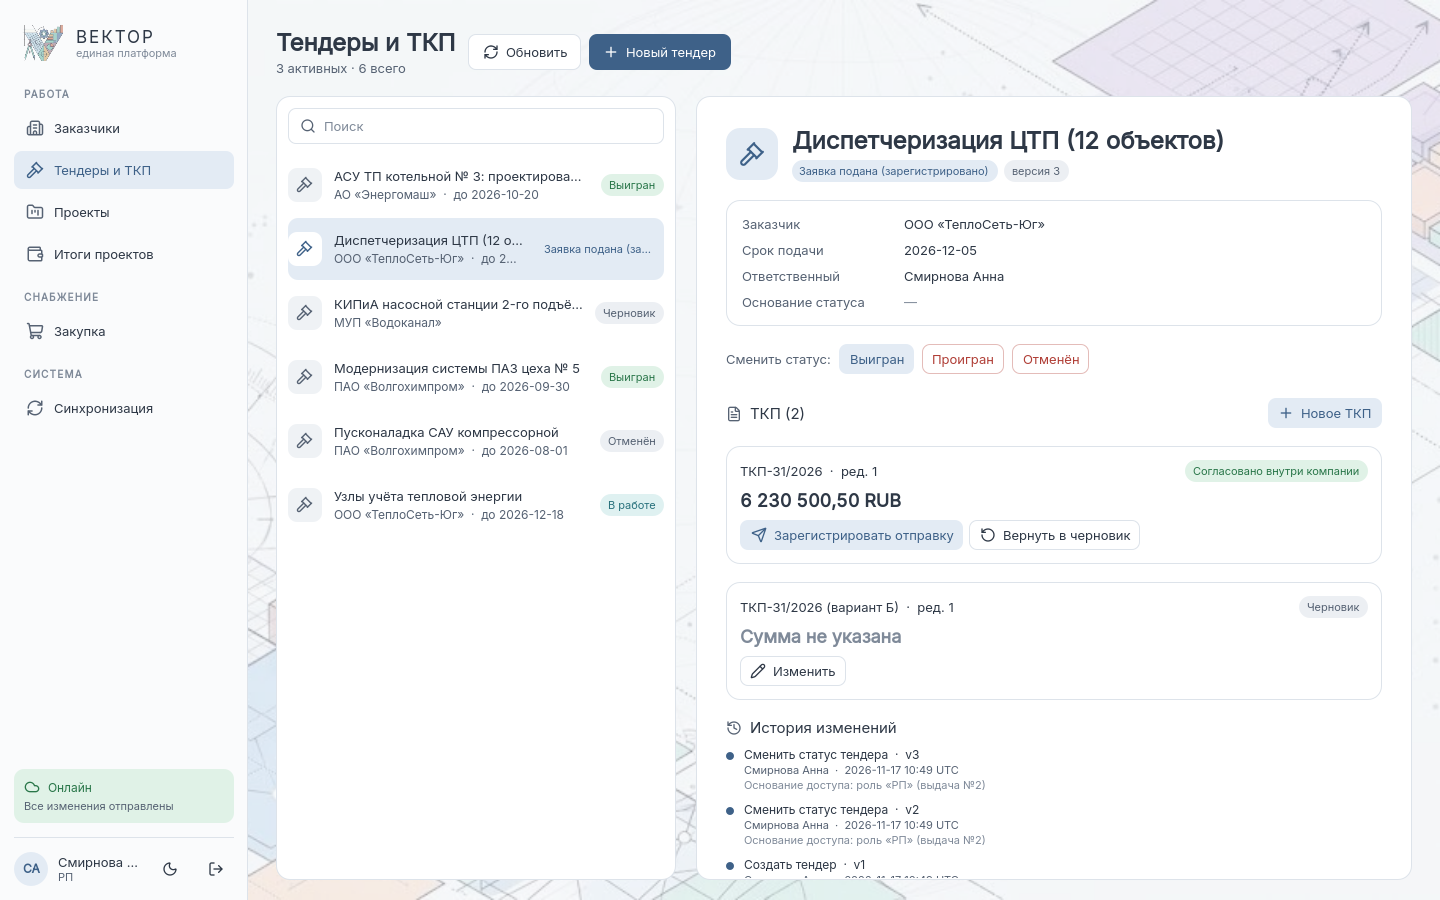 ВЕКТОР
единая платформа
РАБОТА
Заказчики
Тендеры и ТКП
Проекты
Итоги проектов
СНАБЖЕНИЕ
Закупка
СИСТЕМА
Синхронизация
Онлайн
Все изменения отправлены
СА
Смирнова ...
РП
Тендеры и ТКП
3 активных · 6 всего
Обновить
Новый тендер
Поиск
АСУ ТП котельной № 3: проектирова...
АО «Энергомаш» · до 2026-10-20
Выигран
Диспетчеризация ЦТП (12 о...
ООО «ТеплоСеть-Юг» · до 2...
Заявка подана (за...
КИПиА насосной станции 2-го подъё...
МУП «Водоканал»
Черновик
Модернизация системы ПАЗ цеха № 5
ПАО «Волгохимпром» · до 2026-09-30
Выигран
Пусконаладка САУ компрессорной
ПАО «Волгохимпром» · до 2026-08-01
Отменён
Узлы учёта тепловой энергии
ООО «ТеплоСеть-Юг» · до 2026-12-18
В работе
Диспетчеризация ЦТП (12 объектов)
Заявка подана (зарегистрировано)
версия 3
Заказчик ООО «ТеплоСеть-Юг»
Срок подачи 2026-12-05
Ответственный Смирнова Анна
Основание статуса —
Сменить статус: Выигран Проигран Отменён
ТКП (2)
Новое ТКП
ТКП-31/2026 · ред. 1
Согласовано внутри компании
6 230 500,50 RUB
Зарегистрировать отправку
Вернуть в черновик
ТКП-31/2026 (вариант Б) · ред. 1
Черновик
Сумма не указана
Изменить
История изменений
Сменить статус тендера · v3
Смирнова Анна · 2026-11-17 10:49 UTC
Основание доступа: роль «РП» (выдача №2)
Сменить статус тендера · v2
Смирнова Анна · 2026-11-17 10:49 UTC
Основание доступа: роль «РП» (выдача №2)
Создать тендер · v1